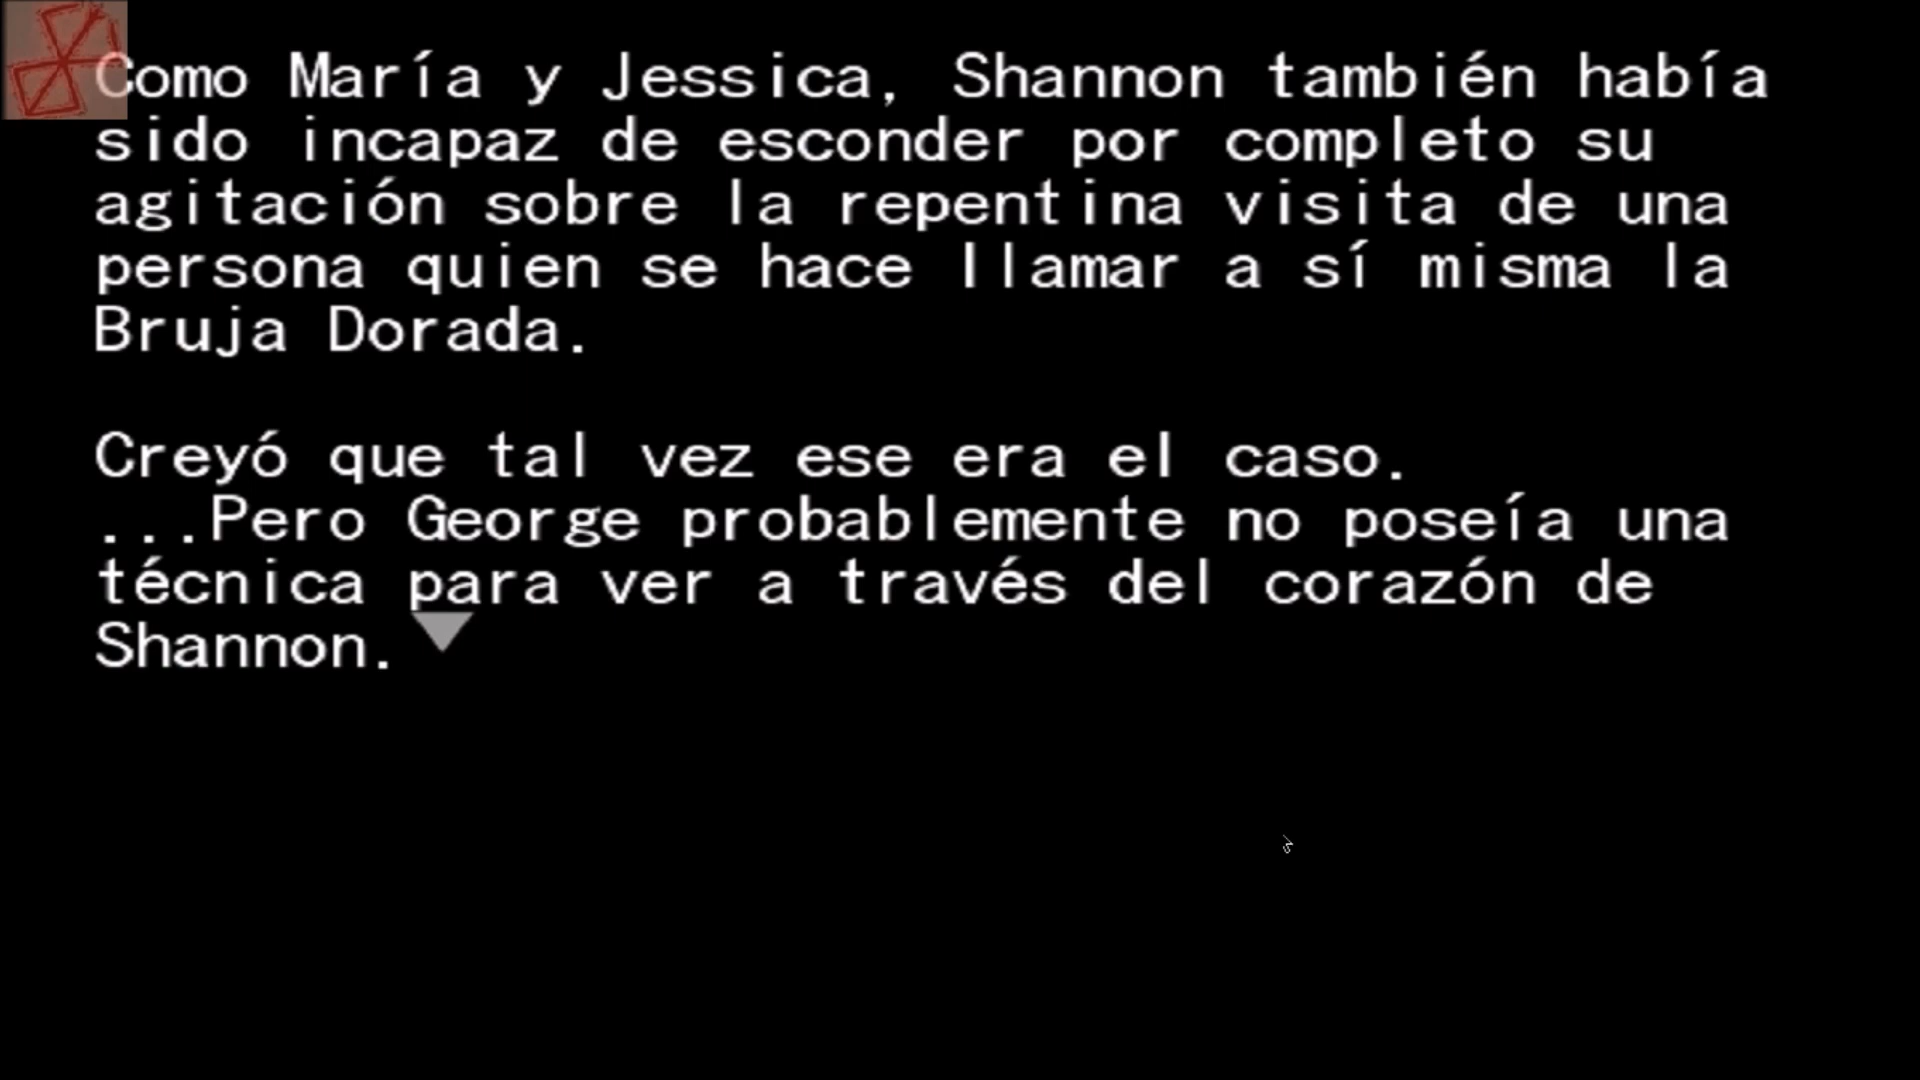 Como María y Jessica, Shannon también había
sido incapaz de esconder por completo su
agitación sobre la repentina visita de una
persona quien se hace llamar a sí misma la
Bruja Dorada.
Creyó que tal vez ese era el caso.
...Pero George probablemente no poseía una
técnica para ver a través del corazón de
Shannon.